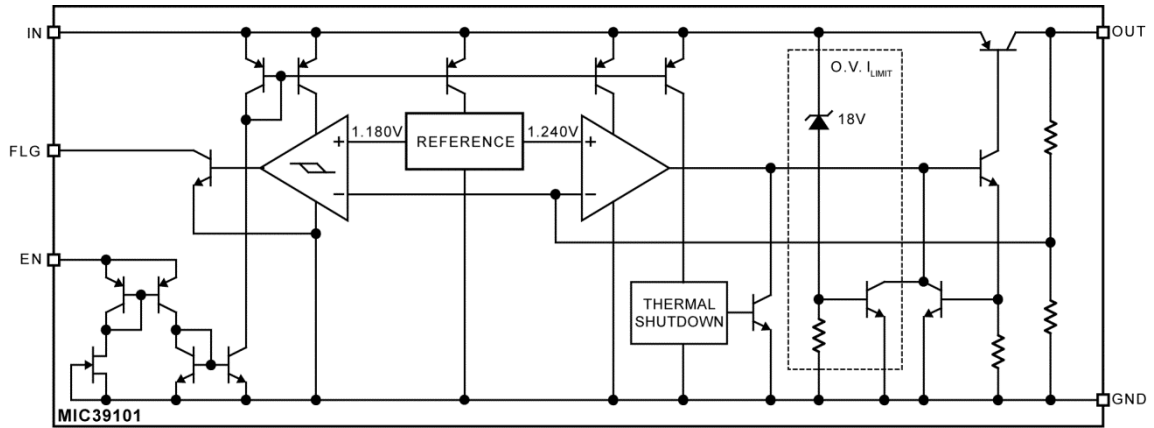 IN
OUT
O.V. I LIMIT
18V
1.180V
REFERENCE
1.240V
+
+
FLG
−
−
EN
THERMAL
SHUTDOWN
GND
MIC39101